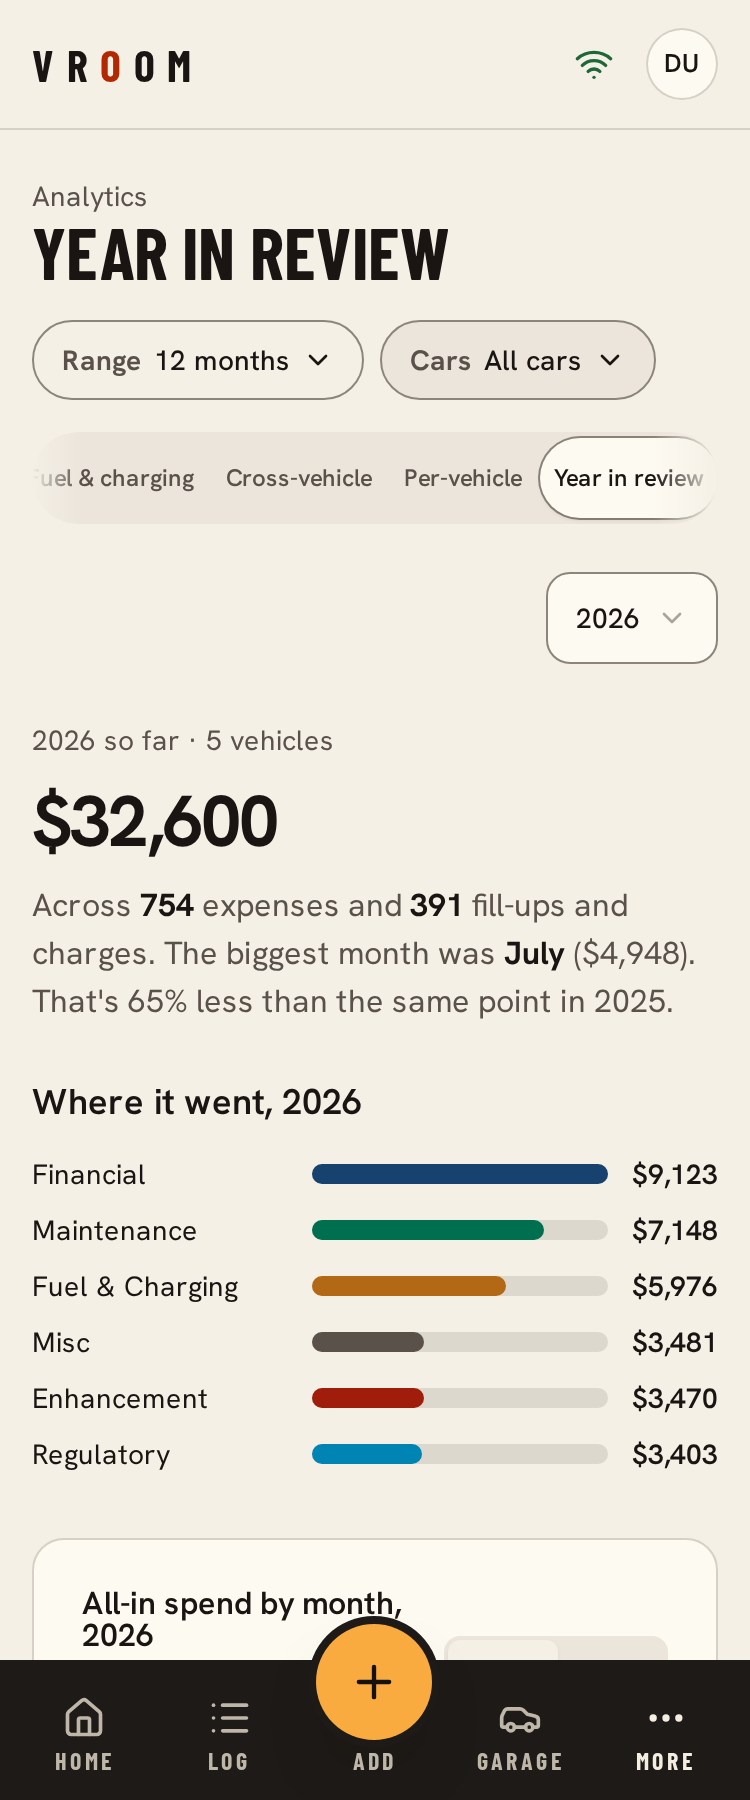 VROOM
DU
Analytics
YEAR IN REVIEW
Range 12 months
Cars All cars
Fuel & charging Cross-vehicle Per-vehicle Year in review
2026
2026 so far · 5 vehicles
$32,600
Across 754 expenses and 391 fill-ups and
charges. The biggest month was July ($4,948).
That's 65% less than the same point in 2025.
Where it went, 2026
Financial $9,123
Maintenance $7,148
Fuel & Charging $5,976
Misc $3,481
Enhancement $3,470
Regulatory $3,403
All-in spend by month,
2026
HOME LOG ADD GARAGE MORE